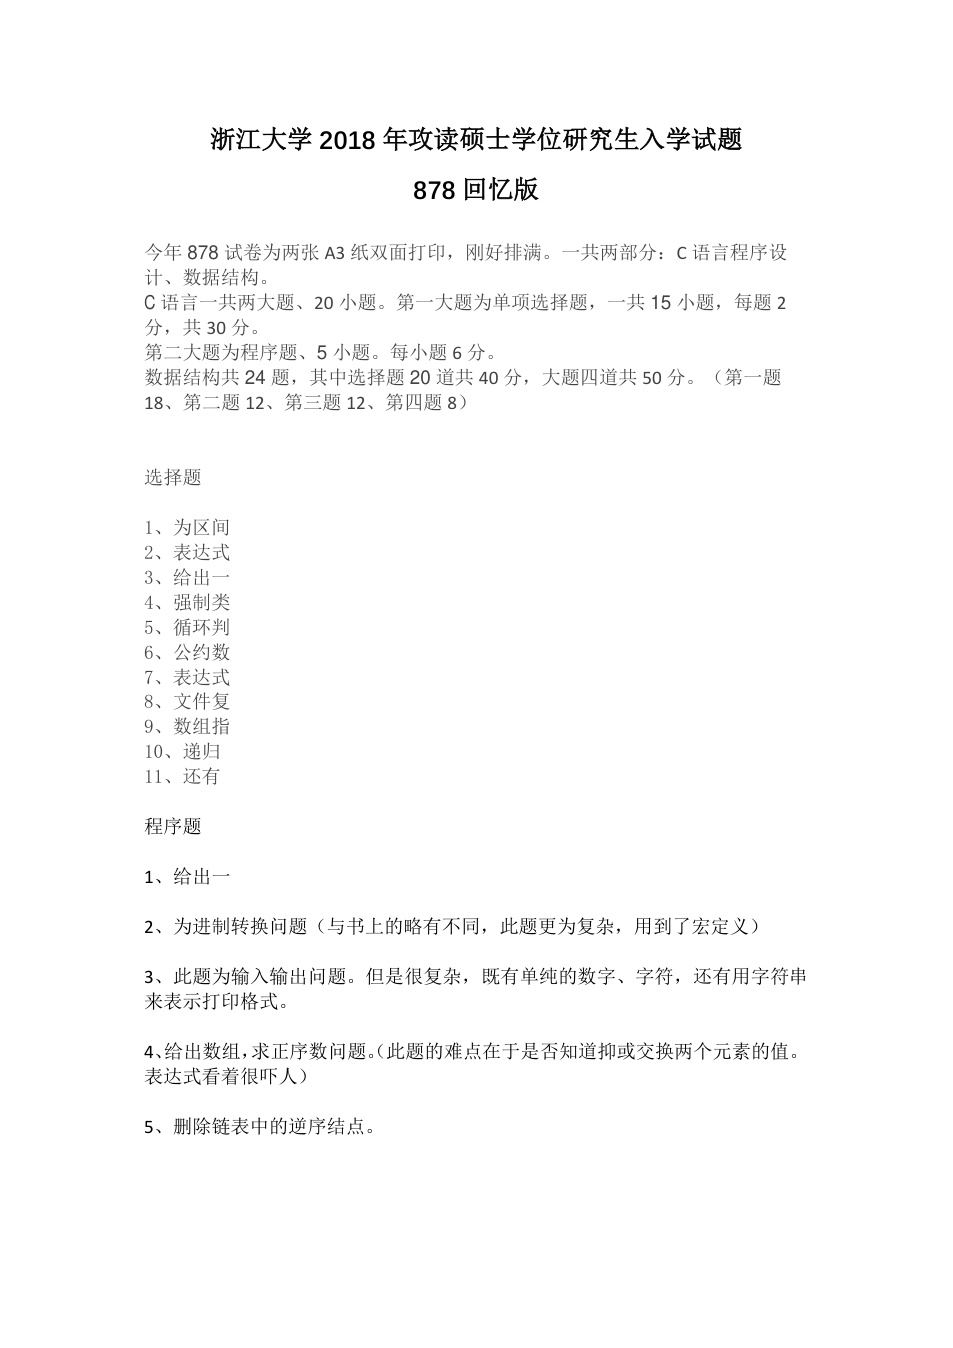 浙江大学 2018 年攻读硕士学位研究生入学试题
878 回忆版
今年 878 试卷为两张 A3 纸双面打印，刚好排满。一共两部分：C 语言程序设
计、数据结构。
C 语言一共两大题、20 小题。第一大题为单项选择题，一共 15 小题，每题 2
分，共 30 分。
第二大题为程序题、5 小题。每小题 6 分。
数据结构共 24 题，其中选择题 20 道共 40 分，大题四道共 50 分。（第一题
18、第二题 12、第三题 12、第四题 8）
选择题
1、为区间
2、表达式
3、给出一
4、强制类
5、循环判
6、公约数
7、表达式
8、文件复
9、数组指
10、递归
11、还有
程序题
1、给出一
2、为进制转换问题（与书上的略有不同，此题更为复杂，用到了宏定义）
3、此题为输入输出问题。但是很复杂，既有单纯的数字、字符，还有用字符串
来表示打印格式。
4、给出数组，求正序数问题。（此题的难点在于是否知道抑或交换两个元素的值。
表达式看着很吓人）
5、删除链表中的逆序结点。